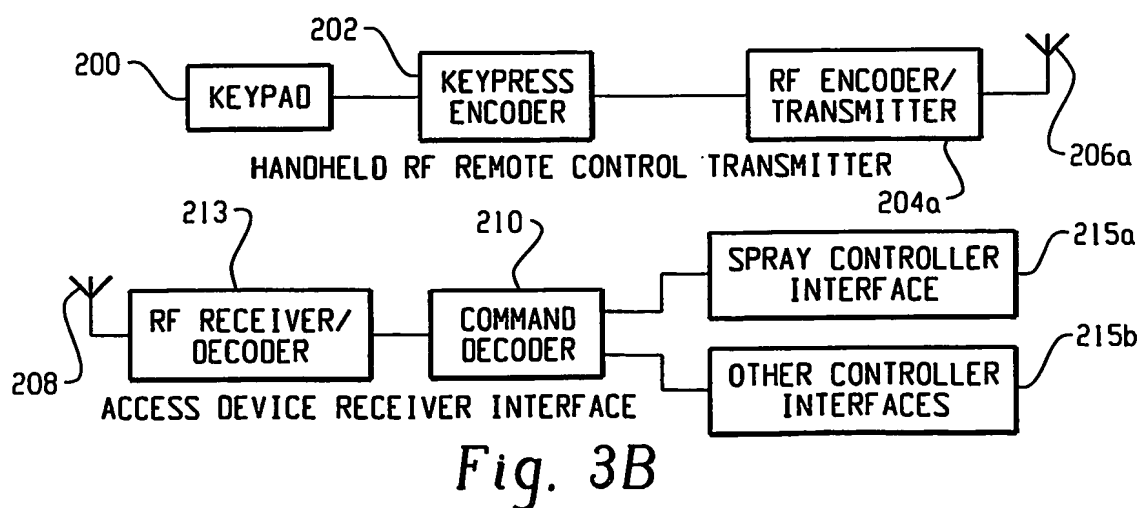 200
KEYPAD
202
KEYPRESS
ENCODER
RF ENCODER/
TRANSMITTER
206a
204a
HANDHELD RF REMOTE CONTROL TRANSMITTER
208
213
RF RECEIVER/
DECODER
210
COMMAND
DECODER
SPRAY CONTROLLER
INTERFACE
215a
OTHER CONTROLLER
INTERFACES
215b
ACCESS DEVICE RECEIVER INTERFACE
Fig. 3B